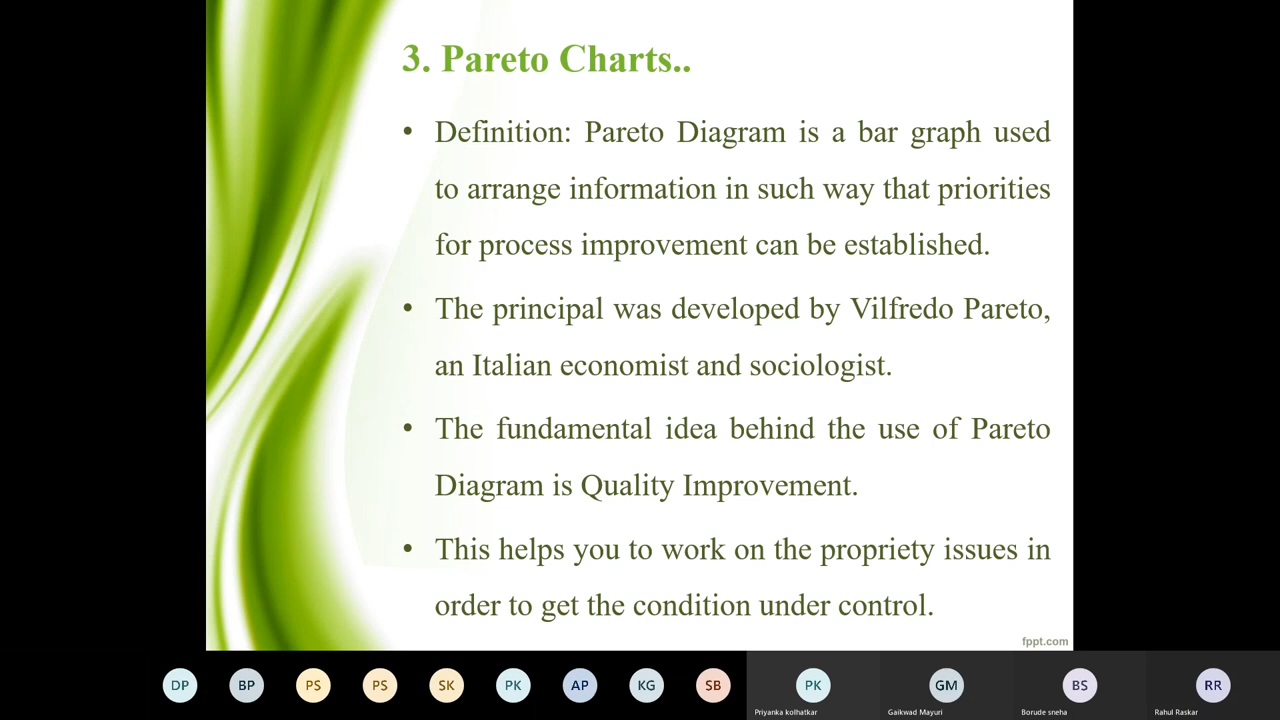 3. Pareto Charts..
• Definition: Pareto Diagram is a bar graph used
to arrange information in such way that priorities
for process improvement can be established.
• The principal was developed by Vilfredo Pareto,
an Italian economist and sociologist.
• The fundamental idea behind the use of Pareto
Diagram is Quality Improvement.
• This helps you to work on the propriety issues in
order to get the condition under control.
fppt.com
DP BP PS PS SK PK AP KG SB PK GM BS RR
Priyanka kolhatkar Gaikwad Mayuri Borude sneha Rahul Raskar